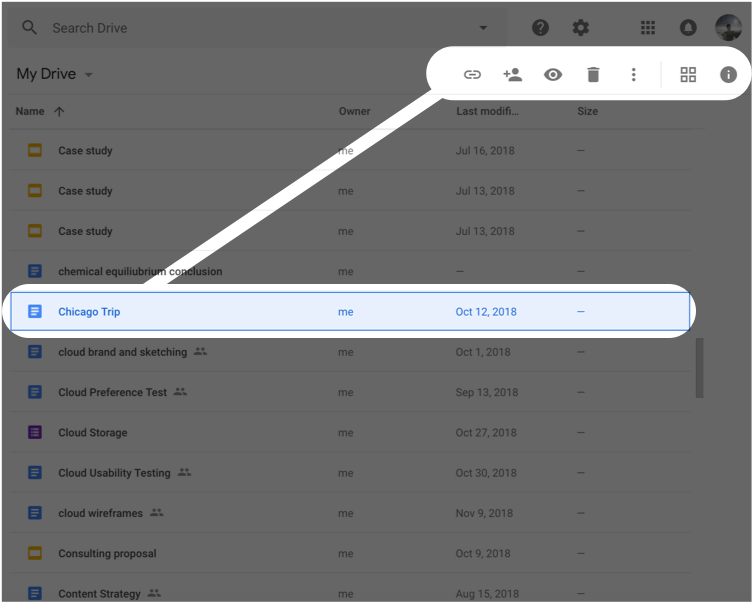 Search Drive
My Drive
Name Owner Last modifi... Size
Case study me Jul 16, 2018 —
Case study me Jul 13, 2018 —
Case study me Jul 13, 2018 —
chemical equiliubrium conclusion me — —
Chicago Trip me Oct 12, 2018 —
cloud brand and sketching me Oct 1, 2018 —
Cloud Preference Test me Sep 13, 2018 —
Cloud Storage me Oct 27, 2018 —
Cloud Usability Testing me Oct 30, 2018 —
cloud wireframes me Nov 9, 2018 —
Consulting proposal me Oct 9, 2018 —
Content Strategy me Aug 15, 2018 —